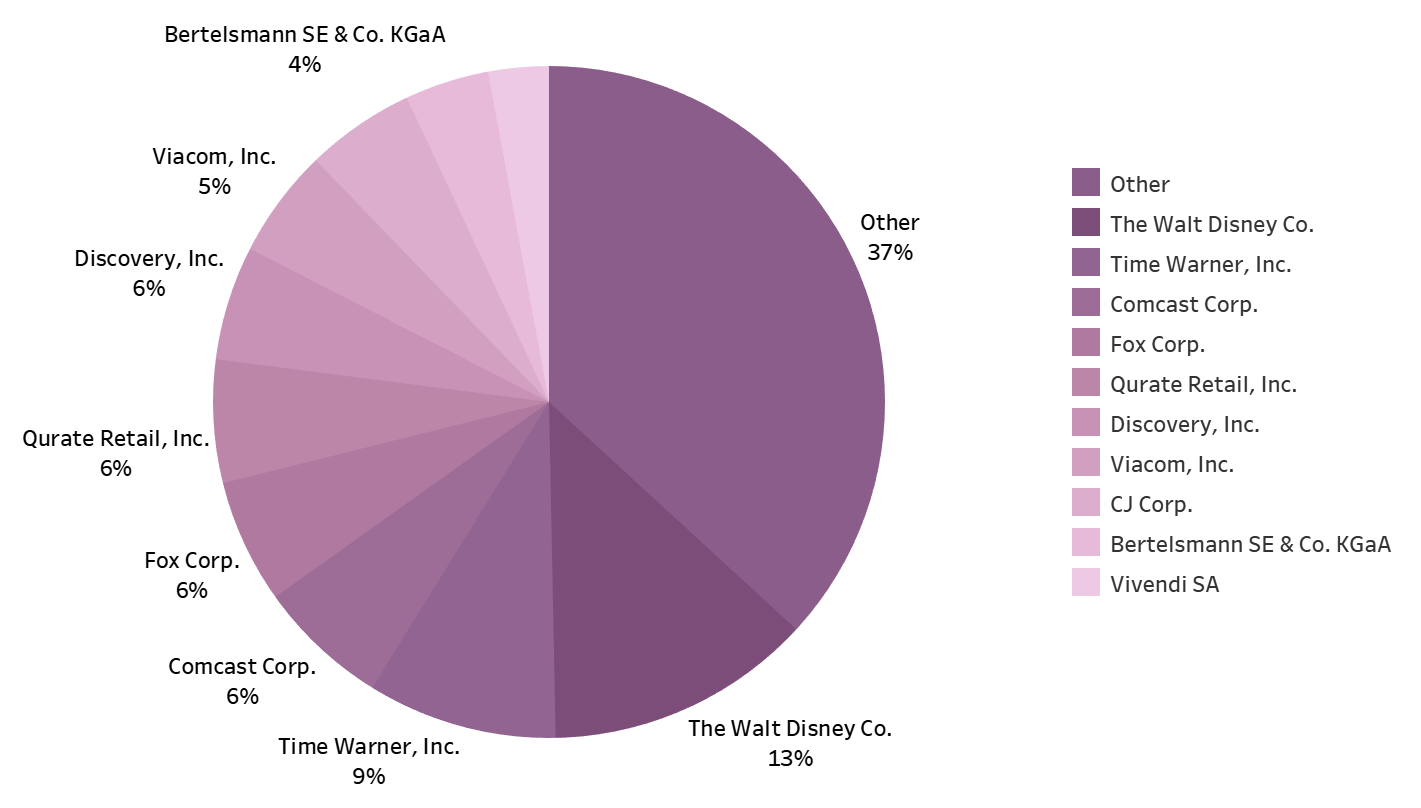 Bertelsmann SE & Co. KGaA
4%
Viacom, Inc.
5%
Discovery, Inc.
6%
Qurate Retail, Inc.
6%
Fox Corp.
6%
Comcast Corp.
6%
Time Warner, Inc.
9%
The Walt Disney Co.
13%
Other
37%
Other
The Walt Disney Co.
Time Warner, Inc.
Comcast Corp.
Fox Corp.
Qurate Retail, Inc.
Discovery, Inc.
Viacom, Inc.
CJ Corp.
Bertelsmann SE & Co. KGaA
Vivendi SA